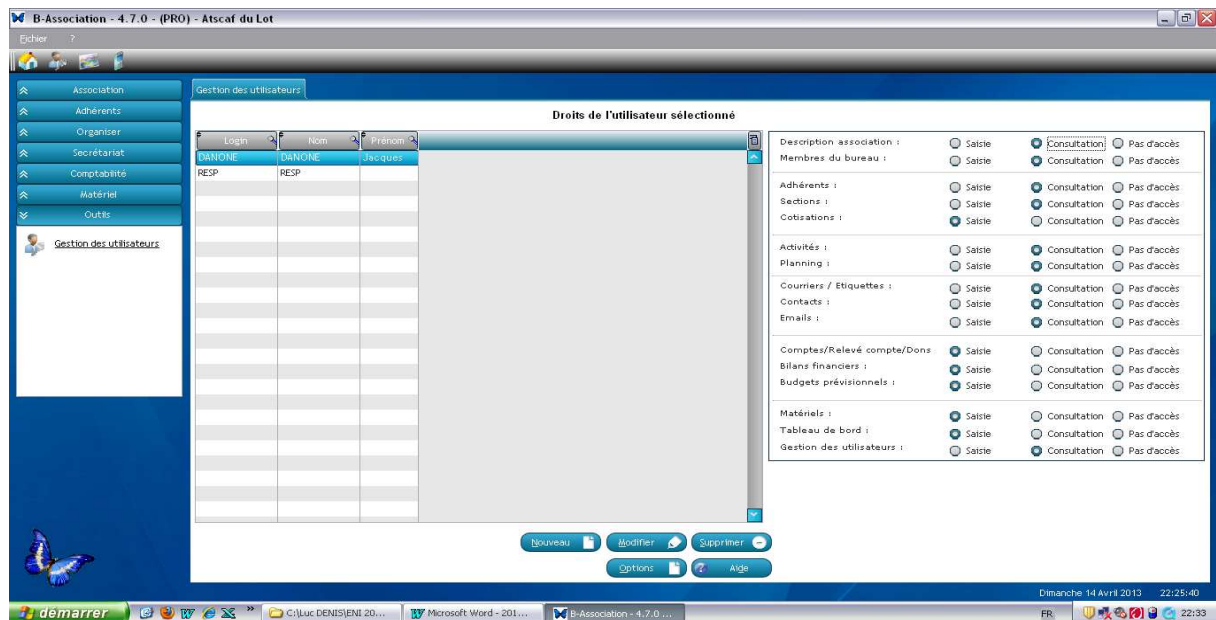 B-Association - 4.7.0 - (PRO) - Atscaf du Lot
Fichier ?
Association
Adhérents
Organiser
Secrétariat
Comptabilité
Matériel
Outils
Gestion des utilisateurs
Gestion des utilisateurs
Droits de l'utilisateur sélectionné
Login Nom Prénom
DANONE DANONE Jacques
RESP RESP
Description association : Saisie Consultation Pas d'accès
Membres du bureau : Saisie Consultation Pas d'accès
Adhérents : Saisie Consultation Pas d'accès
Sections : Saisie Consultation Pas d'accès
Cotisations : Saisie Consultation Pas d'accès
Activités : Saisie Consultation Pas d'accès
Planning : Saisie Consultation Pas d'accès
Courriers / Etiquettes : Saisie Consultation Pas d'accès
Contacts : Saisie Consultation Pas d'accès
Emails : Saisie Consultation Pas d'accès
Comptes/Relevé compte/Dons Saisie Consultation Pas d'accès
Bilans financiers : Saisie Consultation Pas d'accès
Budgets prévisionnels : Saisie Consultation Pas d'accès
Matériels : Saisie Consultation Pas d'accès
Tableau de bord : Saisie Consultation Pas d'accès
Gestion des utilisateurs : Saisie Consultation Pas d'accès
Nouveau Modifier Supprimer
Options Aide
Dimanche 14 Avril 2013 22:25:40
démarrer » C:\Luc DENIS\ENI 20... Microsoft Word - 201... B-Association - 4.7.0 ... FR 22:33